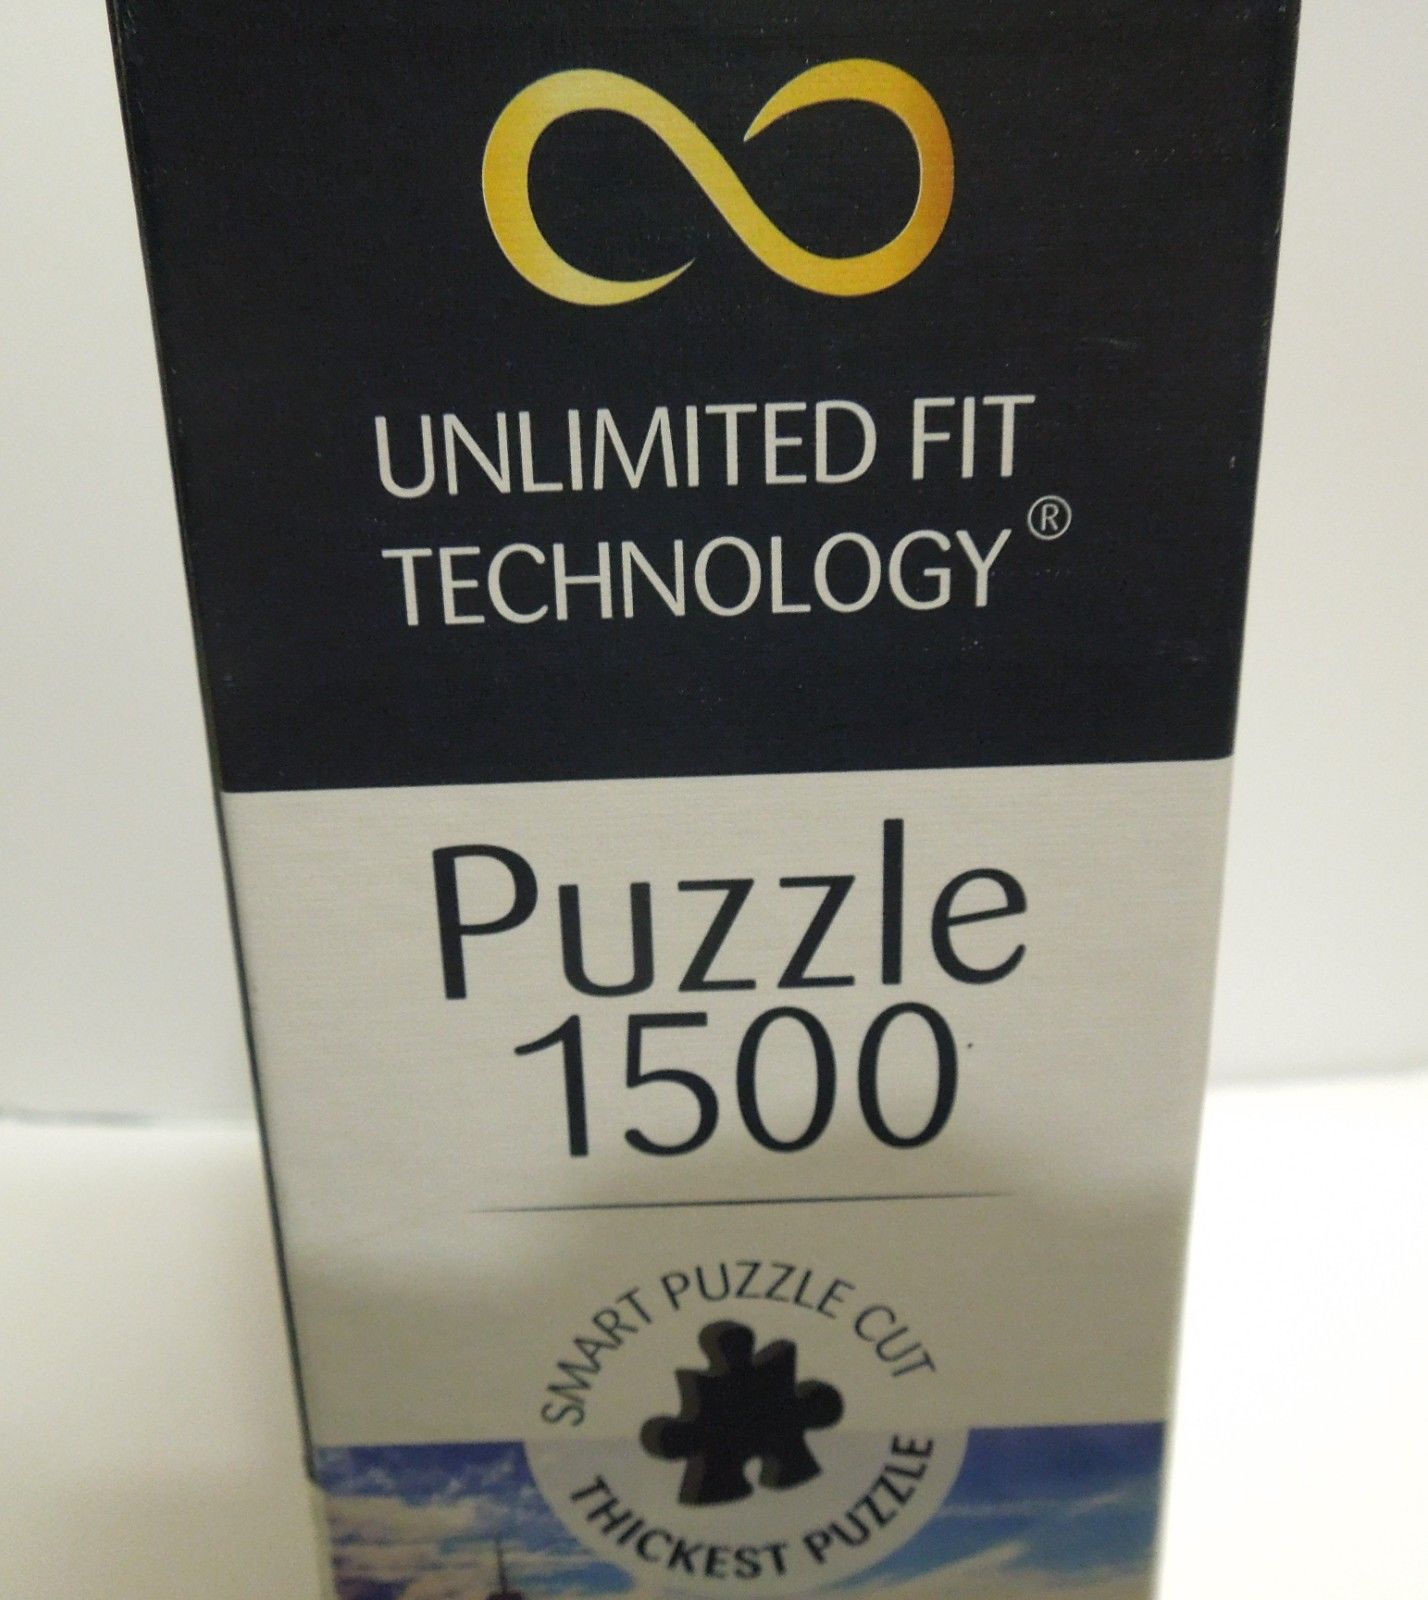 UNLIMITED FIT
TECHNOLOGY®
Puzzle
1500
SMART PUZZLE CUT
THICKEST PUZZLE